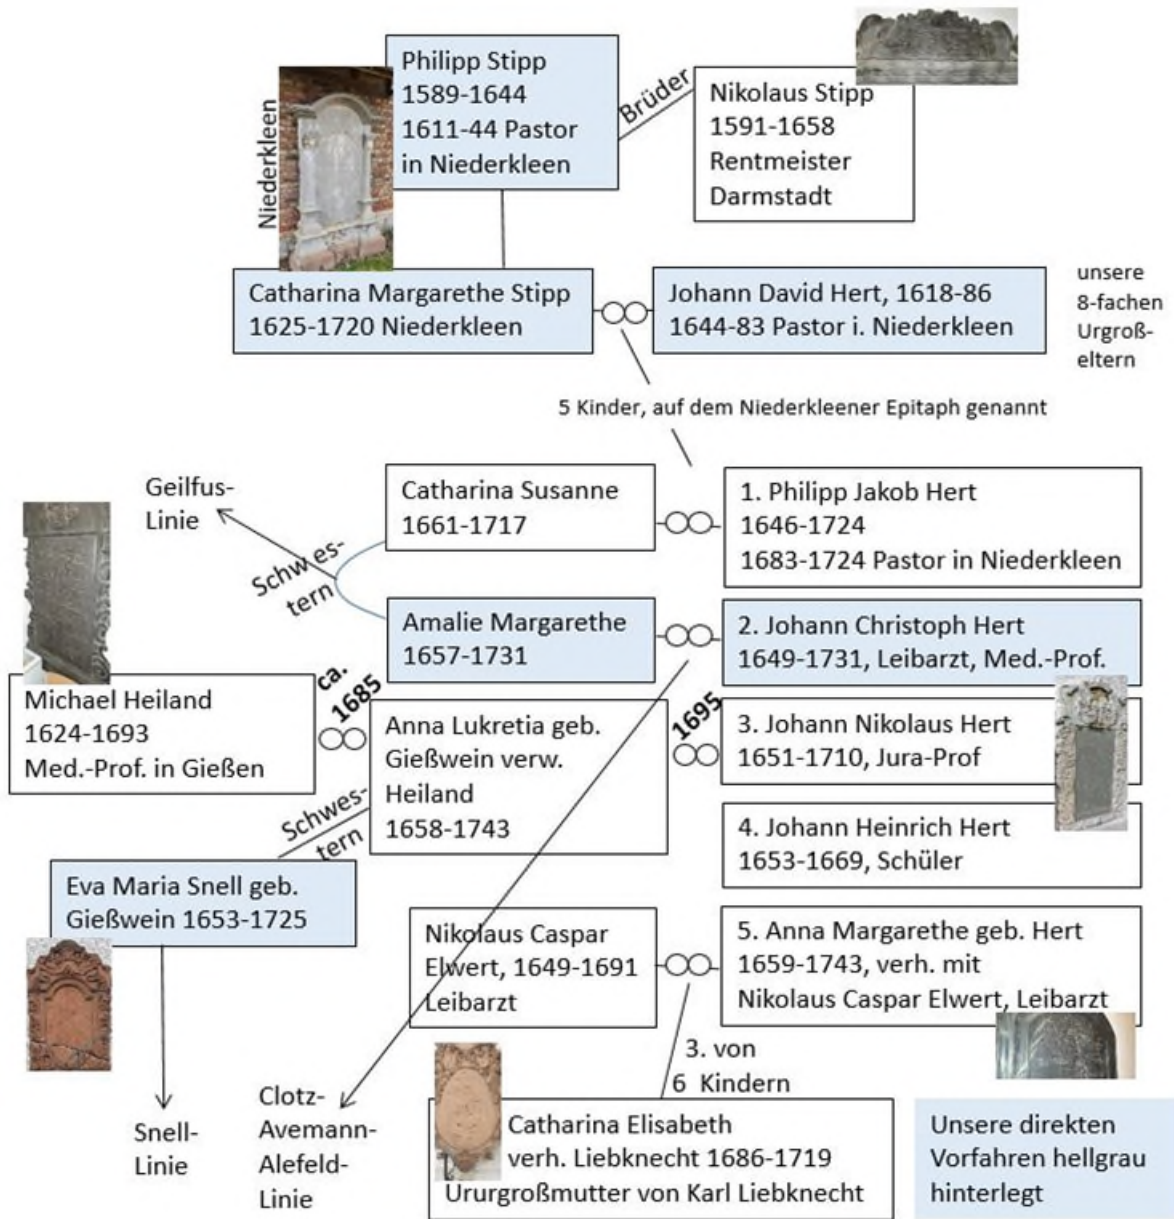 Philipp Stipp
1589-1644
1611-44 Pastor
in Niederkleen
Niederkleen
Brüder
Nikolaus Stipp
1591-1658
Rentmeister
Darmstadt
Catharina Margarethe Stipp
1625-1720 Niederkleen
Johann David Hert, 1618-86
1644-83 Pastor i. Niederkleen
unsere
8-fachen
Urgroß-
eltern
5 Kinder, auf dem Niederkleener Epitaph genannt
Geilfus-
Linie
Schwes-
tern
Catharina Susanne
1661-1717
1. Philipp Jakob Hert
1646-1724
1683-1724 Pastor in Niederkleen
Amalie Margarethe
1657-1731
2. Johann Christoph Hert
1649-1731, Leibarzt, Med.-Prof.
Michael Heiland
1624-1693
Med.-Prof. in Gießen
ca.
1685
Anna Lukretia geb.
Gießwein verw.
Heiland
1658-1743
1695
3. Johann Nikolaus Hert
1651-1710, Jura-Prof
4. Johann Heinrich Hert
1653-1669, Schüler
Schwes-
tern
Eva Maria Snell geb.
Gießwein 1653-1725
Nikolaus Caspar
Elwert, 1649-1691
Leibarzt
5. Anna Margarethe geb. Hert
1659-1743, verh. mit
Nikolaus Caspar Elwert, Leibarzt
3. von
6 Kindern
Snell-
Linie
Clotz-
Avemann-
Alefeld-
Linie
Catharina Elisabeth
verh. Liebknecht 1686-1719
Ururgroßmutter von Karl Liebknecht
Unsere direkten
Vorfahren hellgrau
hinterlegt